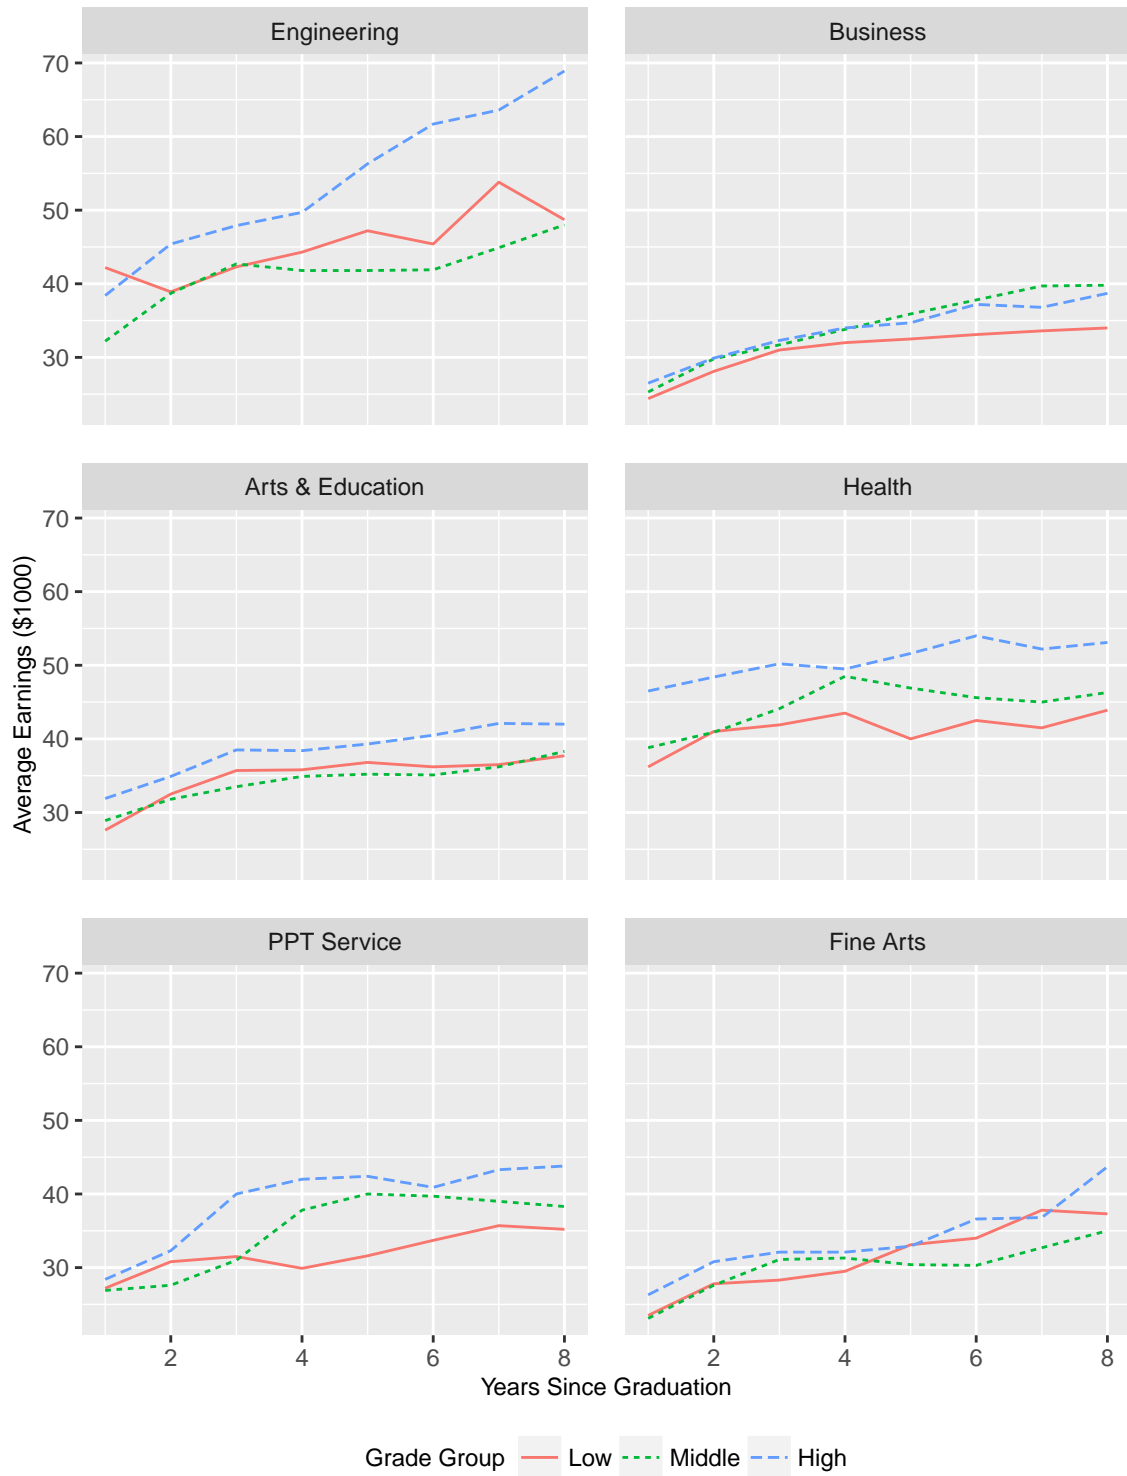 Engineering
Business
70
60
50
40
30
Arts & Education
Health
70
60
50
40
30
Average Earnings ($1000)
PPT Service
Fine Arts
70
60
50
40
30
2 4 6 8
2 4 6 8
Years Since Graduation
Grade Group Low Middle High